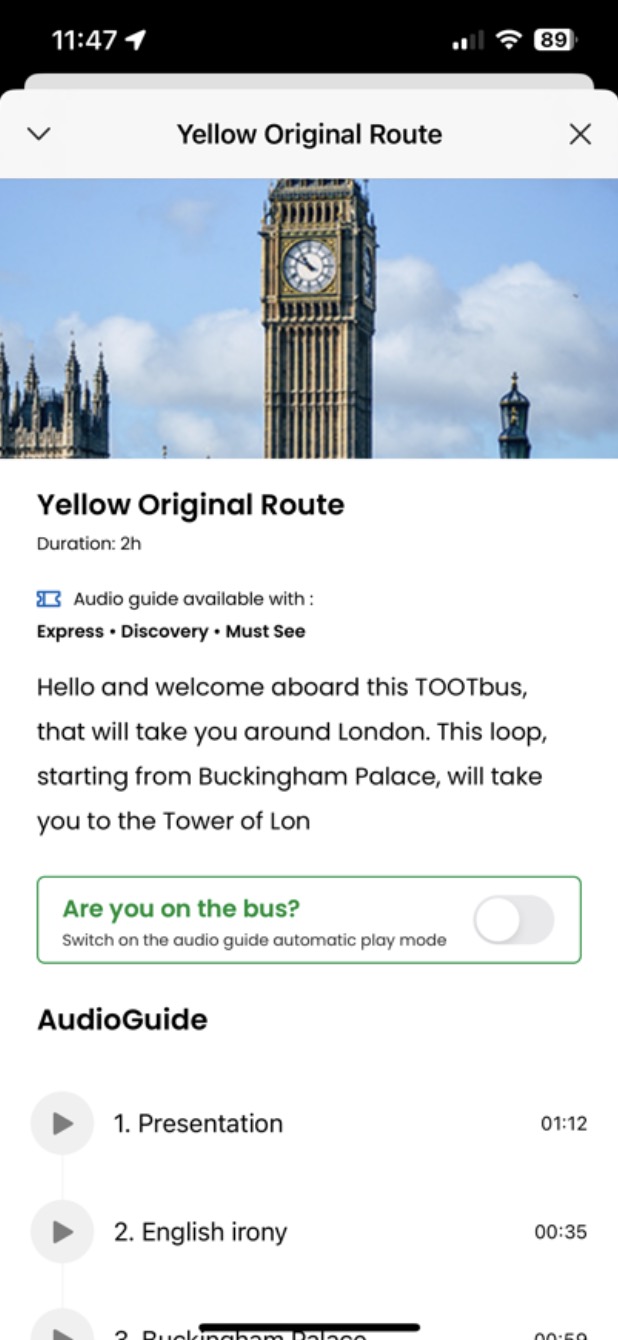 11:47
89
Yellow Original Route
Yellow Original Route
Duration: 2h
Audio guide available with :
Express • Discovery • Must See
Hello and welcome aboard this TOOTbus,
that will take you around London. This loop,
starting from Buckingham Palace, will take
you to the Tower of Lon
Are you on the bus?
Switch on the audio guide automatic play mode
AudioGuide
1. Presentation 01:12
2. English irony 00:35
3. Buckingham Palace 00:59